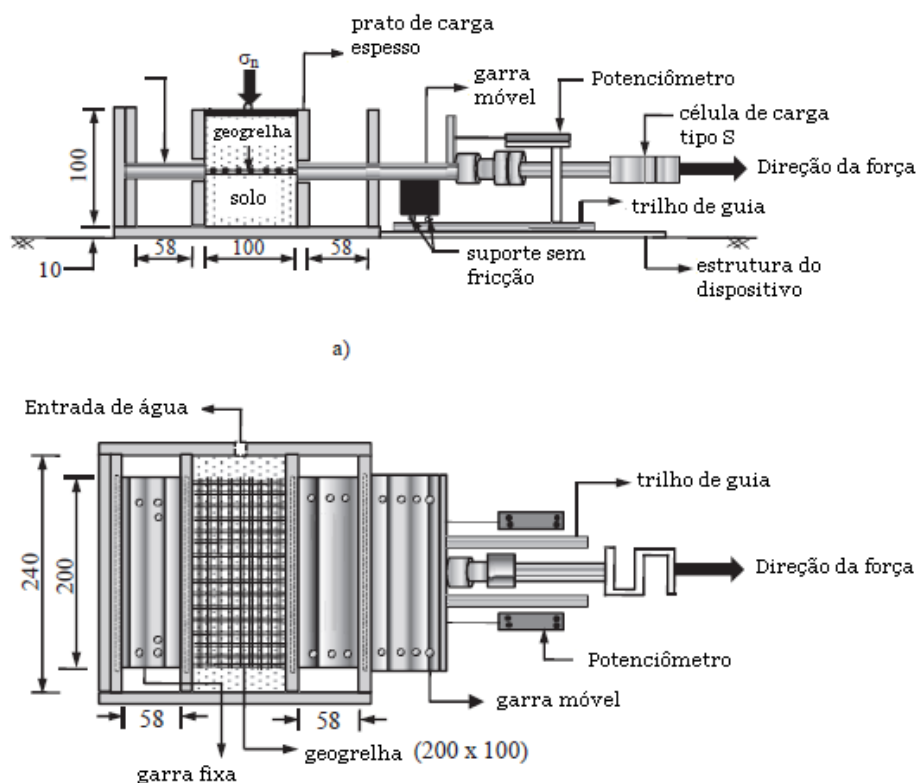 prato de carga
espesso
σn
garra
móvel
Potenciômetro
célula de carga
tipo S
geogrelha
100
Direção da força
solo
trilho de guia
58
100
58
10
suporte sem
fricção
estrutura do
dispositivo
a)
Entrada de água
trilho de guia
240
200
Direção da força
Potenciômetro
58
58
garra móvel
geogrelha (200 x 100)
garra fixa